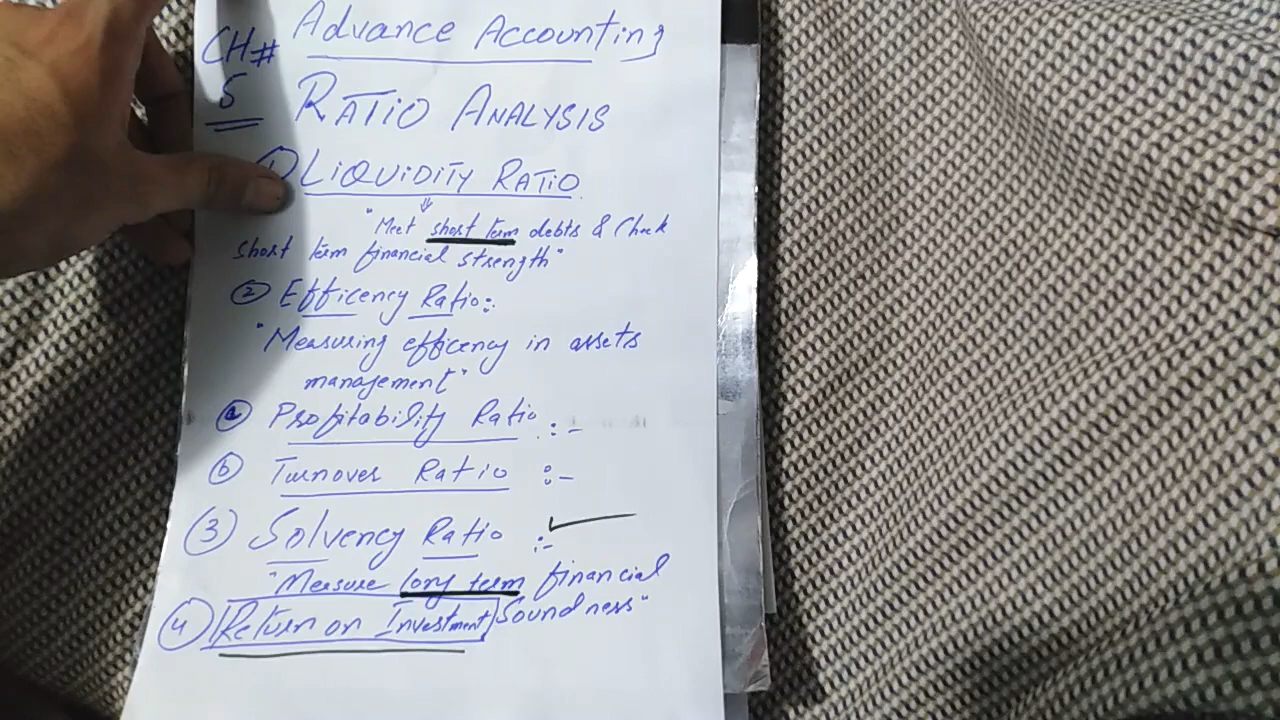 Advance Accounting
CH#
5
RATIO ANALYSIS
1) LIQUIDITY RATIO
"Meet short term debts & Check
short term financial strength"
2 Efficency Ratio:
"Measuring efficency in assets
management"
a Profitability Ratio :-
b Turnover Ratio :-
3 Solvency Ratio :-
"Measure long term financial
Soundness"
4 Return on Investment